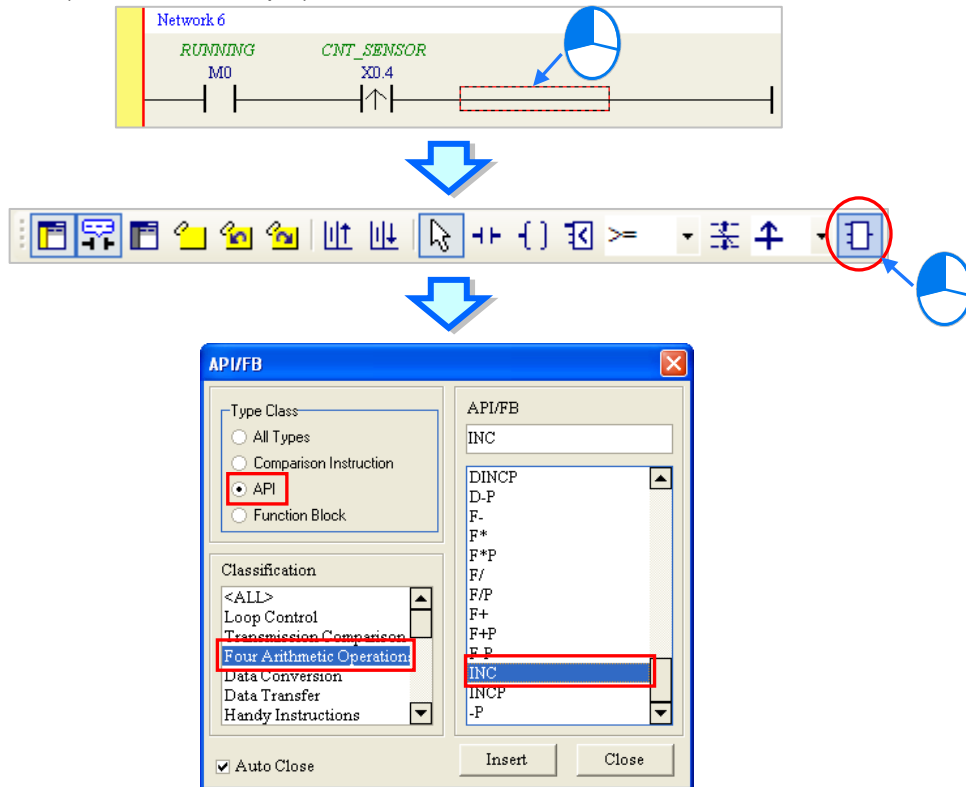 Network 6
RUNNING CNT_SENSOR
M0 X0.4
>=
API/FB
Type Class
All Types
Comparison Instruction
API
Function Block
Classification
<ALL>
Loop Control
Transmission Comparison
Four Arithmetic Operation
Data Conversion
Data Transfer
Handy Instructions
Auto Close
API/FB
INC
DINCP
D-P
F-
F*
F*P
F/
F/P
F+
F+P
F-P
INC
INCP
-P
Insert Close